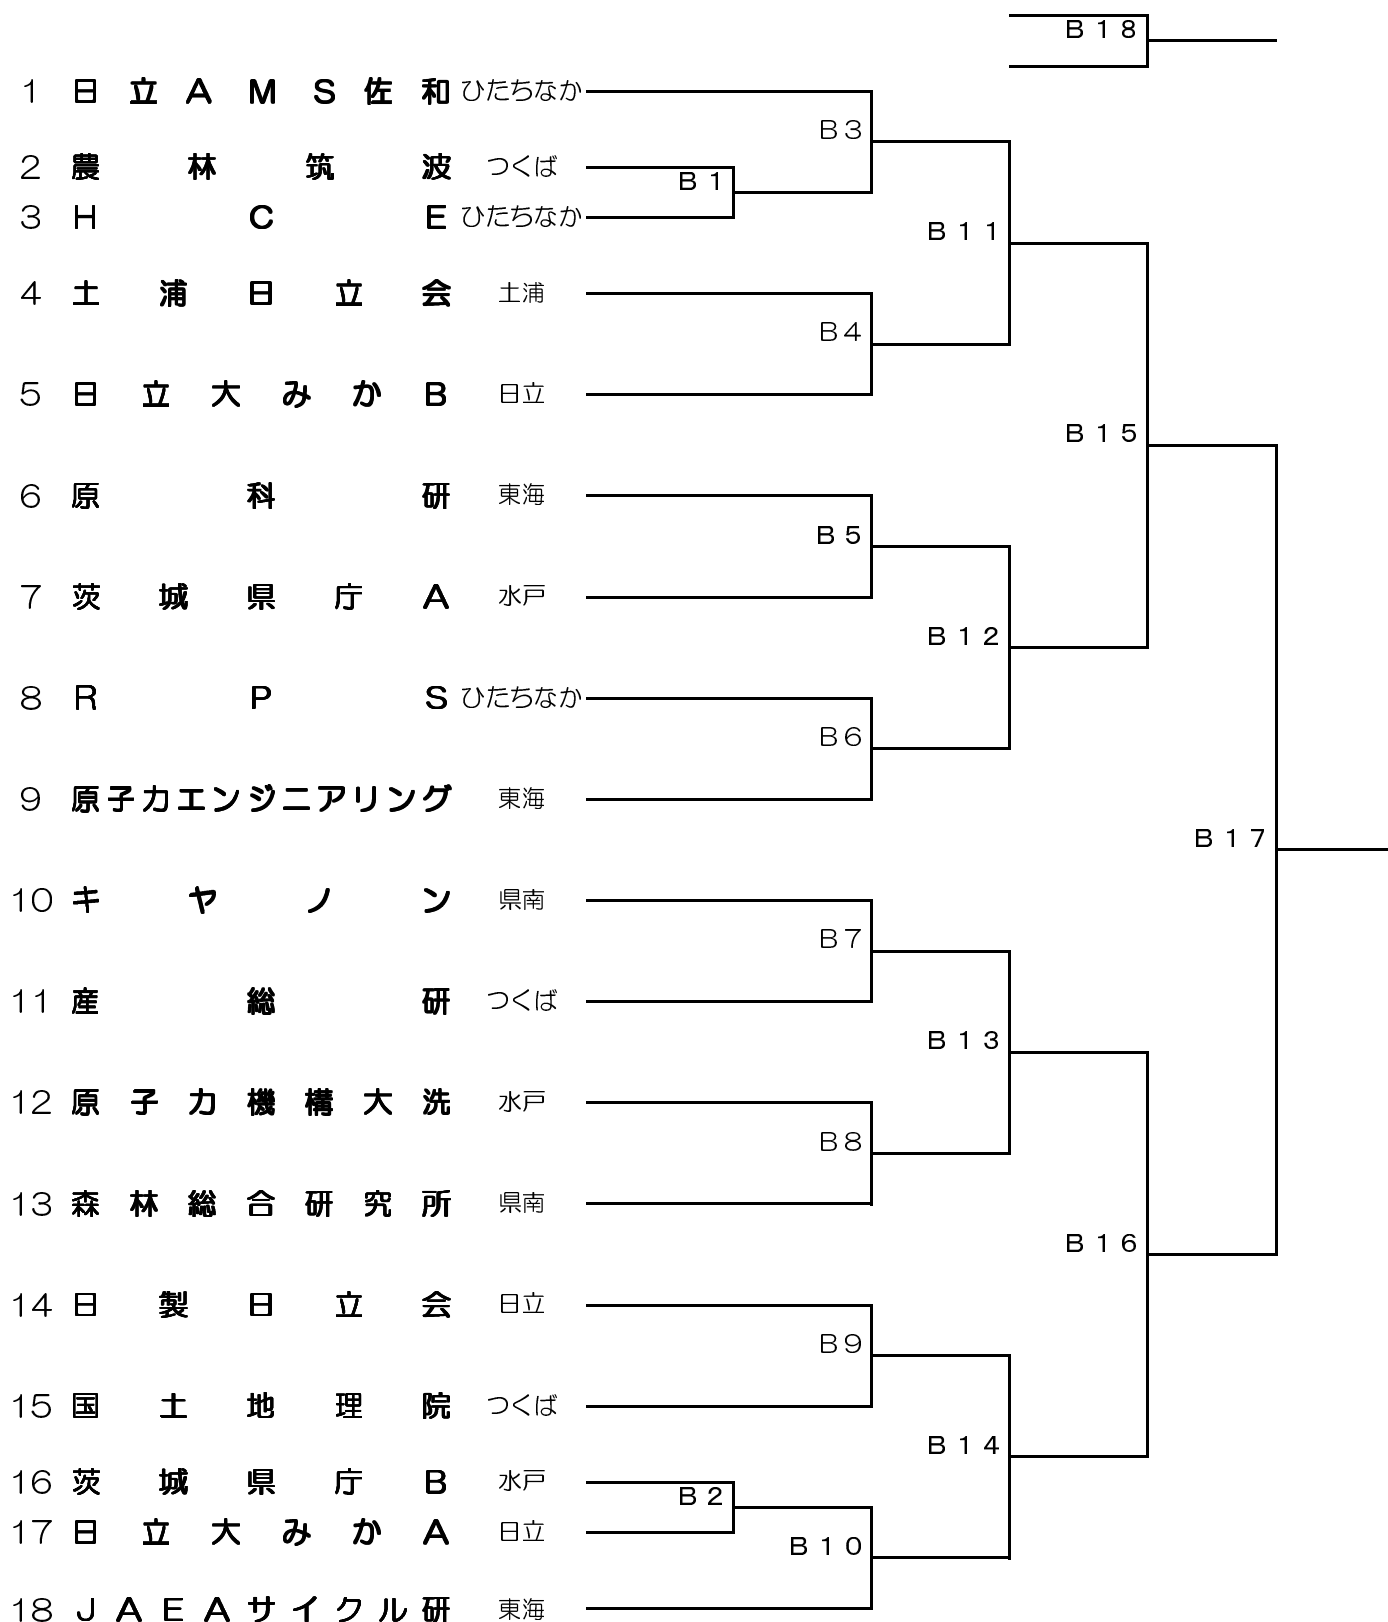 B18
1 日立AMS佐和 ひたちなか
B3
2 農林筑波 つくば
B1
3 HCE ひたちなか
B11
4 土浦日立会 土浦
B4
5 日立大みかB 日立
B15
6 原科研 東海
B5
7 茨城県庁A 水戸
B12
8 RPS ひたちなか
B6
9 原子力エンジニアリング 東海
B17
10 キヤノン 県南
B7
11 産総研 つくば
B13
12 原子力機構大洗 水戸
B8
13 森林総合研究所 県南
B16
14 日製日立会 日立
B9
15 国土地理院 つくば
B14
16 茨城県庁B 水戸
B2
17 日立大みかA 日立
B10
18 JAEAサイクル研 東海